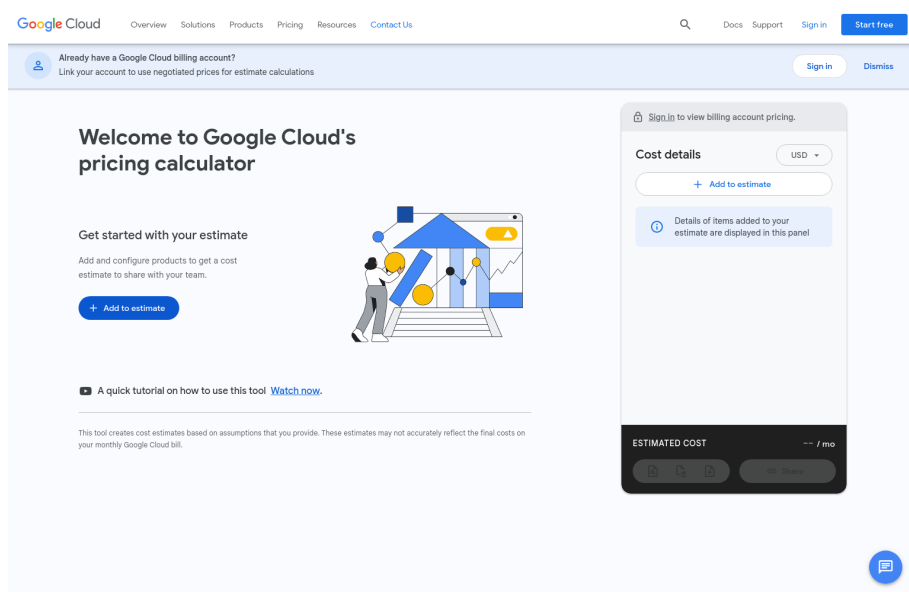 Google Cloud
Overview
Solutions
Products
Pricing
Resources
Contact Us
Docs
Support
Sign in
Start free
Already have a Google Cloud billing account?
Link your account to use negotiated prices for estimate calculations
Sign in
Dismiss
Welcome to Google Cloud's
pricing calculator
Get started with your estimate
Add and configure products to get a cost
estimate to share with your team.
+ Add to estimate
A quick tutorial on how to use this tool Watch now.
This tool creates cost estimates based on assumptions that you provide. These estimates may not accurately reflect the final costs on
your monthly Google Cloud bill.
Sign in to view billing account pricing.
Cost details
USD
+ Add to estimate
Details of items added to your
estimate are displayed in this panel
ESTIMATED COST
-- / mo
Share